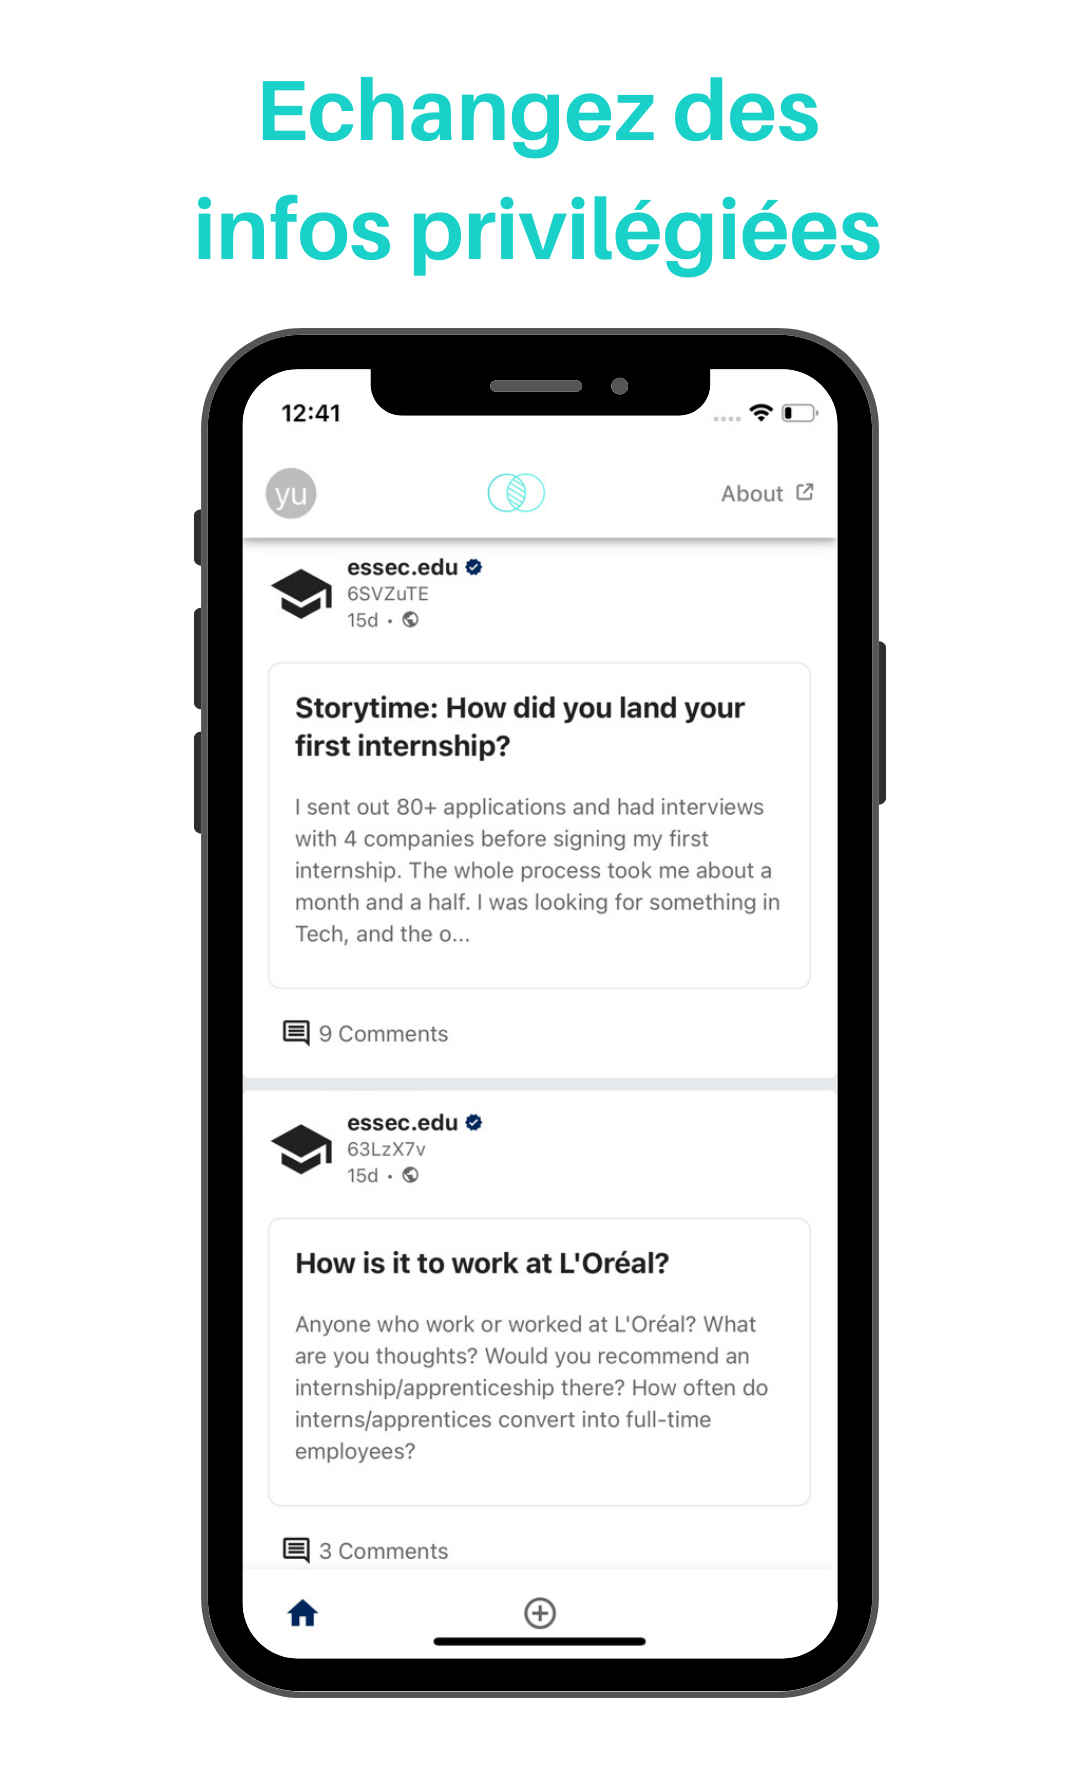 Echangez des
infos privilégiées
12:41
yu
About
essec.edu
6SVZuTE
15d •
Storytime: How did you land your
first internship?
I sent out 80+ applications and had interviews
with 4 companies before signing my first
internship. The whole process took me about a
month and a half. I was looking for something in
Tech, and the o...
9 Comments
essec.edu
63LzX7v
15d •
How is it to work at L'Oréal?
Anyone who work or worked at L'Oréal? What
are you thoughts? Would you recommend an
internship/apprenticeship there? How often do
interns/apprentices convert into full-time
employees?
3 Comments